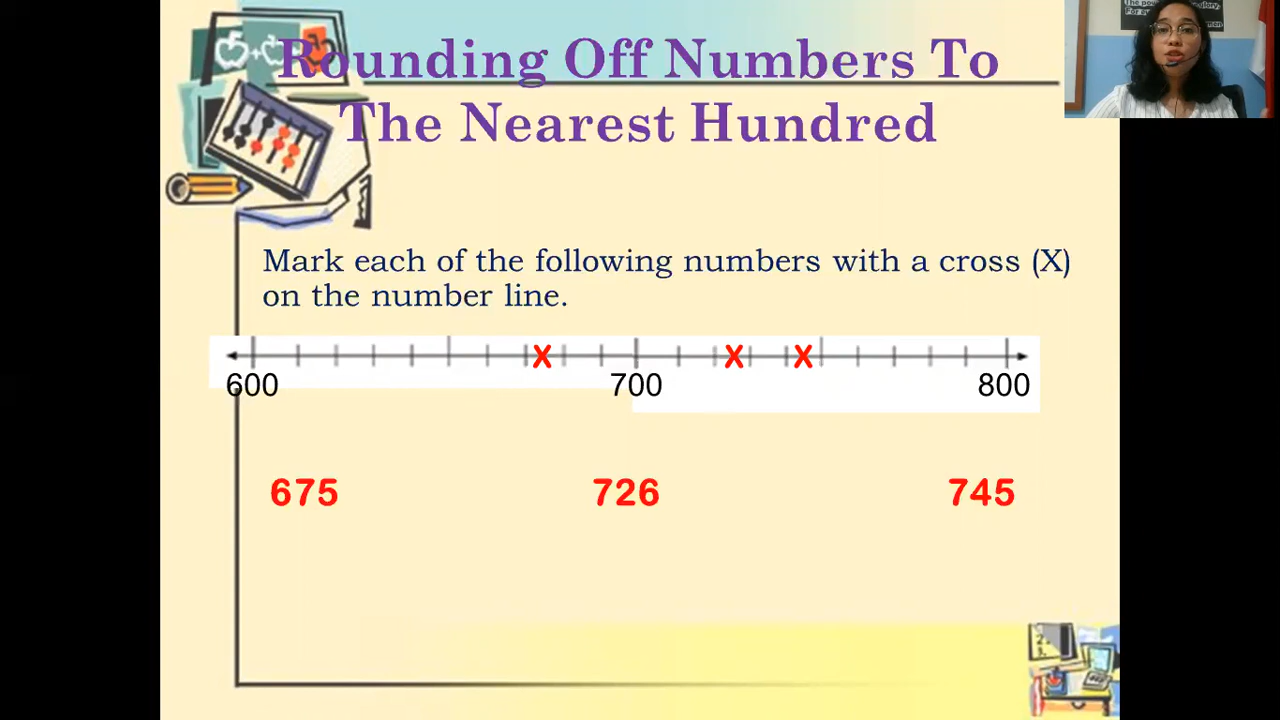 Rounding Off Numbers To
The Nearest Hundred
Mark each of the following numbers with a cross (X)
on the number line.
X X X
600 700 800
675 726 745